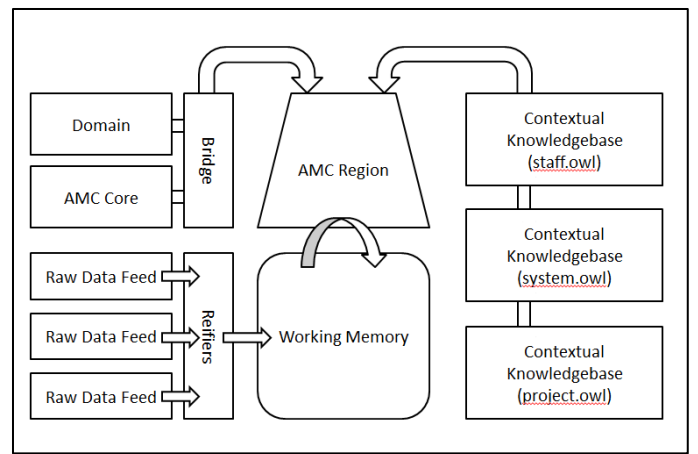 Domain
AMC Core
Bridge
AMC Region
Contextual
Knowledgebase
(staff.owl)
Contextual
Knowledgebase
(system.owl)
Contextual
Knowledgebase
(project.owl)
Raw Data Feed
Raw Data Feed
Raw Data Feed
Reifiers
Working Memory